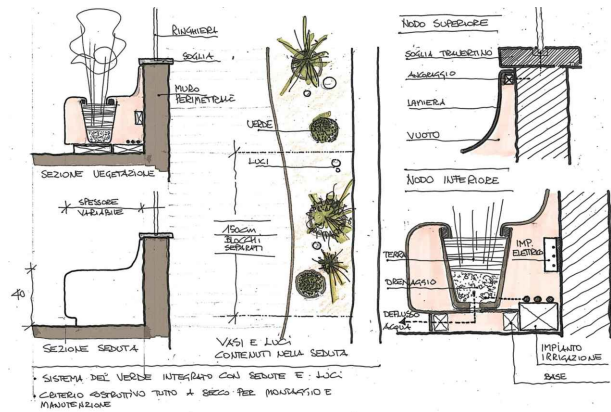 RINGHIERA
SOGLIA
MURO
PERIMETRALE
SEZIONE VEGETAZIONE
SPESSORE
VARIABILE
40
SEZIONE SEDUTA
VERDE
LUCI
150cm
BLOCCHI
SEPARATI
VASI E LUCI
CONTENUTI NELLA SEDUTA
• SISTEMA DEL VERDE INTEGRATO CON SEDUTE E LUCI
• CRITERIO COSTRUTTIVO TUTTO A SECCO PER MONTAGGIO E
MANUTENZIONE
NODO SUPERIORE
SOGLIA TRAVERTINO
ANCORAGGIO
LAMIERA
VUOTO
NODO INFERIORE
TERRA
DRENAGGIO
DEFLUSSO
ACQUA
IMP.
ELETTRICO
IMPIANTO
IRRIGAZIONE
BASE